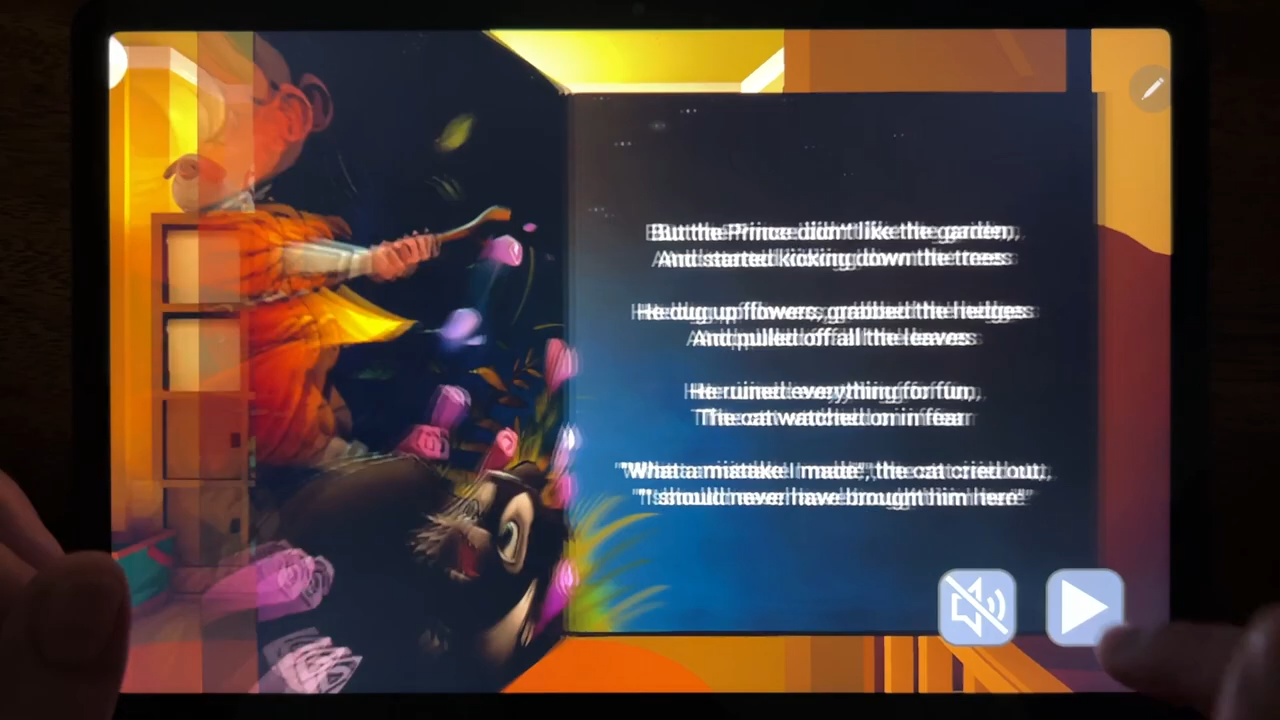 But the Prince didn't like the garden,
And started kicking down the trees
He dug up flowers, grabbed the hedges
And pulled off all the leaves
He ruined everything for fun,
The cat watched on in fear
"What a mistake I made", the cat cried out,
"I should never have brought him here"